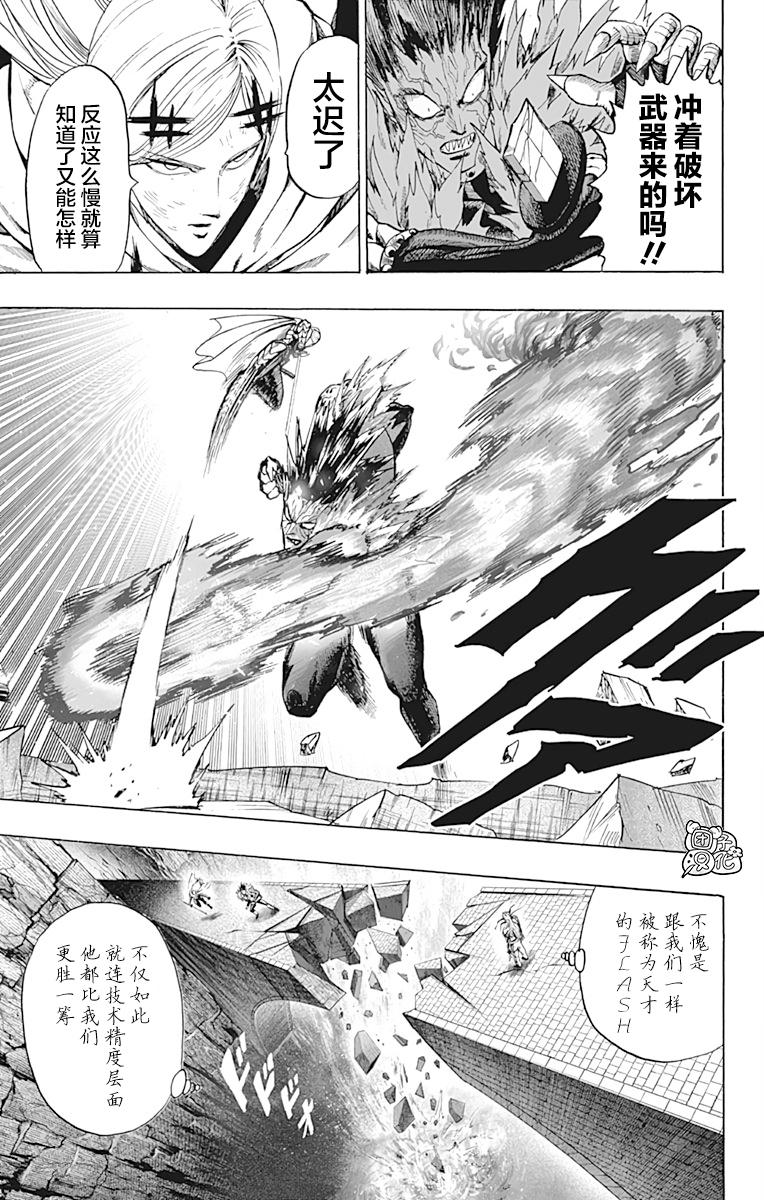 冲着破坏
武器来的吗!!
太迟了
反应这么慢就算
知道了又能怎样
不愧是
跟我们一样
被称为天才
的FLASH
不仅如此
就连技术精度层面
他都比我们
更胜一筹